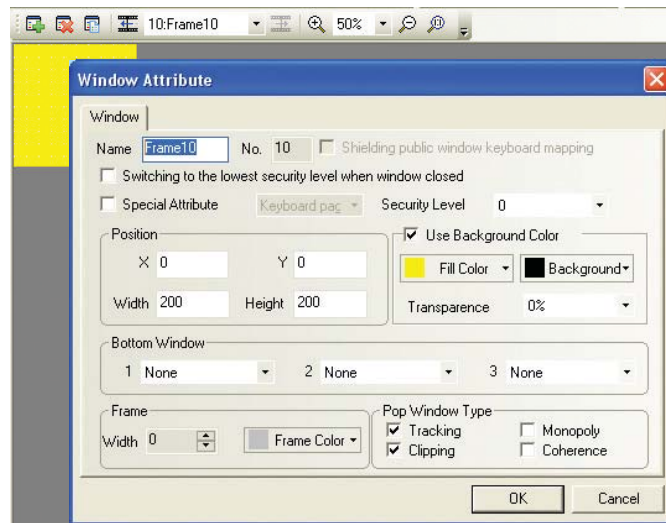 10:Frame10 50%
Window Attribute
Window
Name Frame10 No. 10 Shielding public window keyboard mapping
Switching to the lowest security level when window closed
Special Attribute Keyboard pag Security Level 0
Position Use Background Color
X 0 Y 0 Fill Color Background
Width 200 Height 200 Transparence 0%
Bottom Window
1 None 2 None 3 None
Frame Pop Window Type
Width 0 Frame Color Tracking Monopoly
Clipping Coherence
OK Cancel